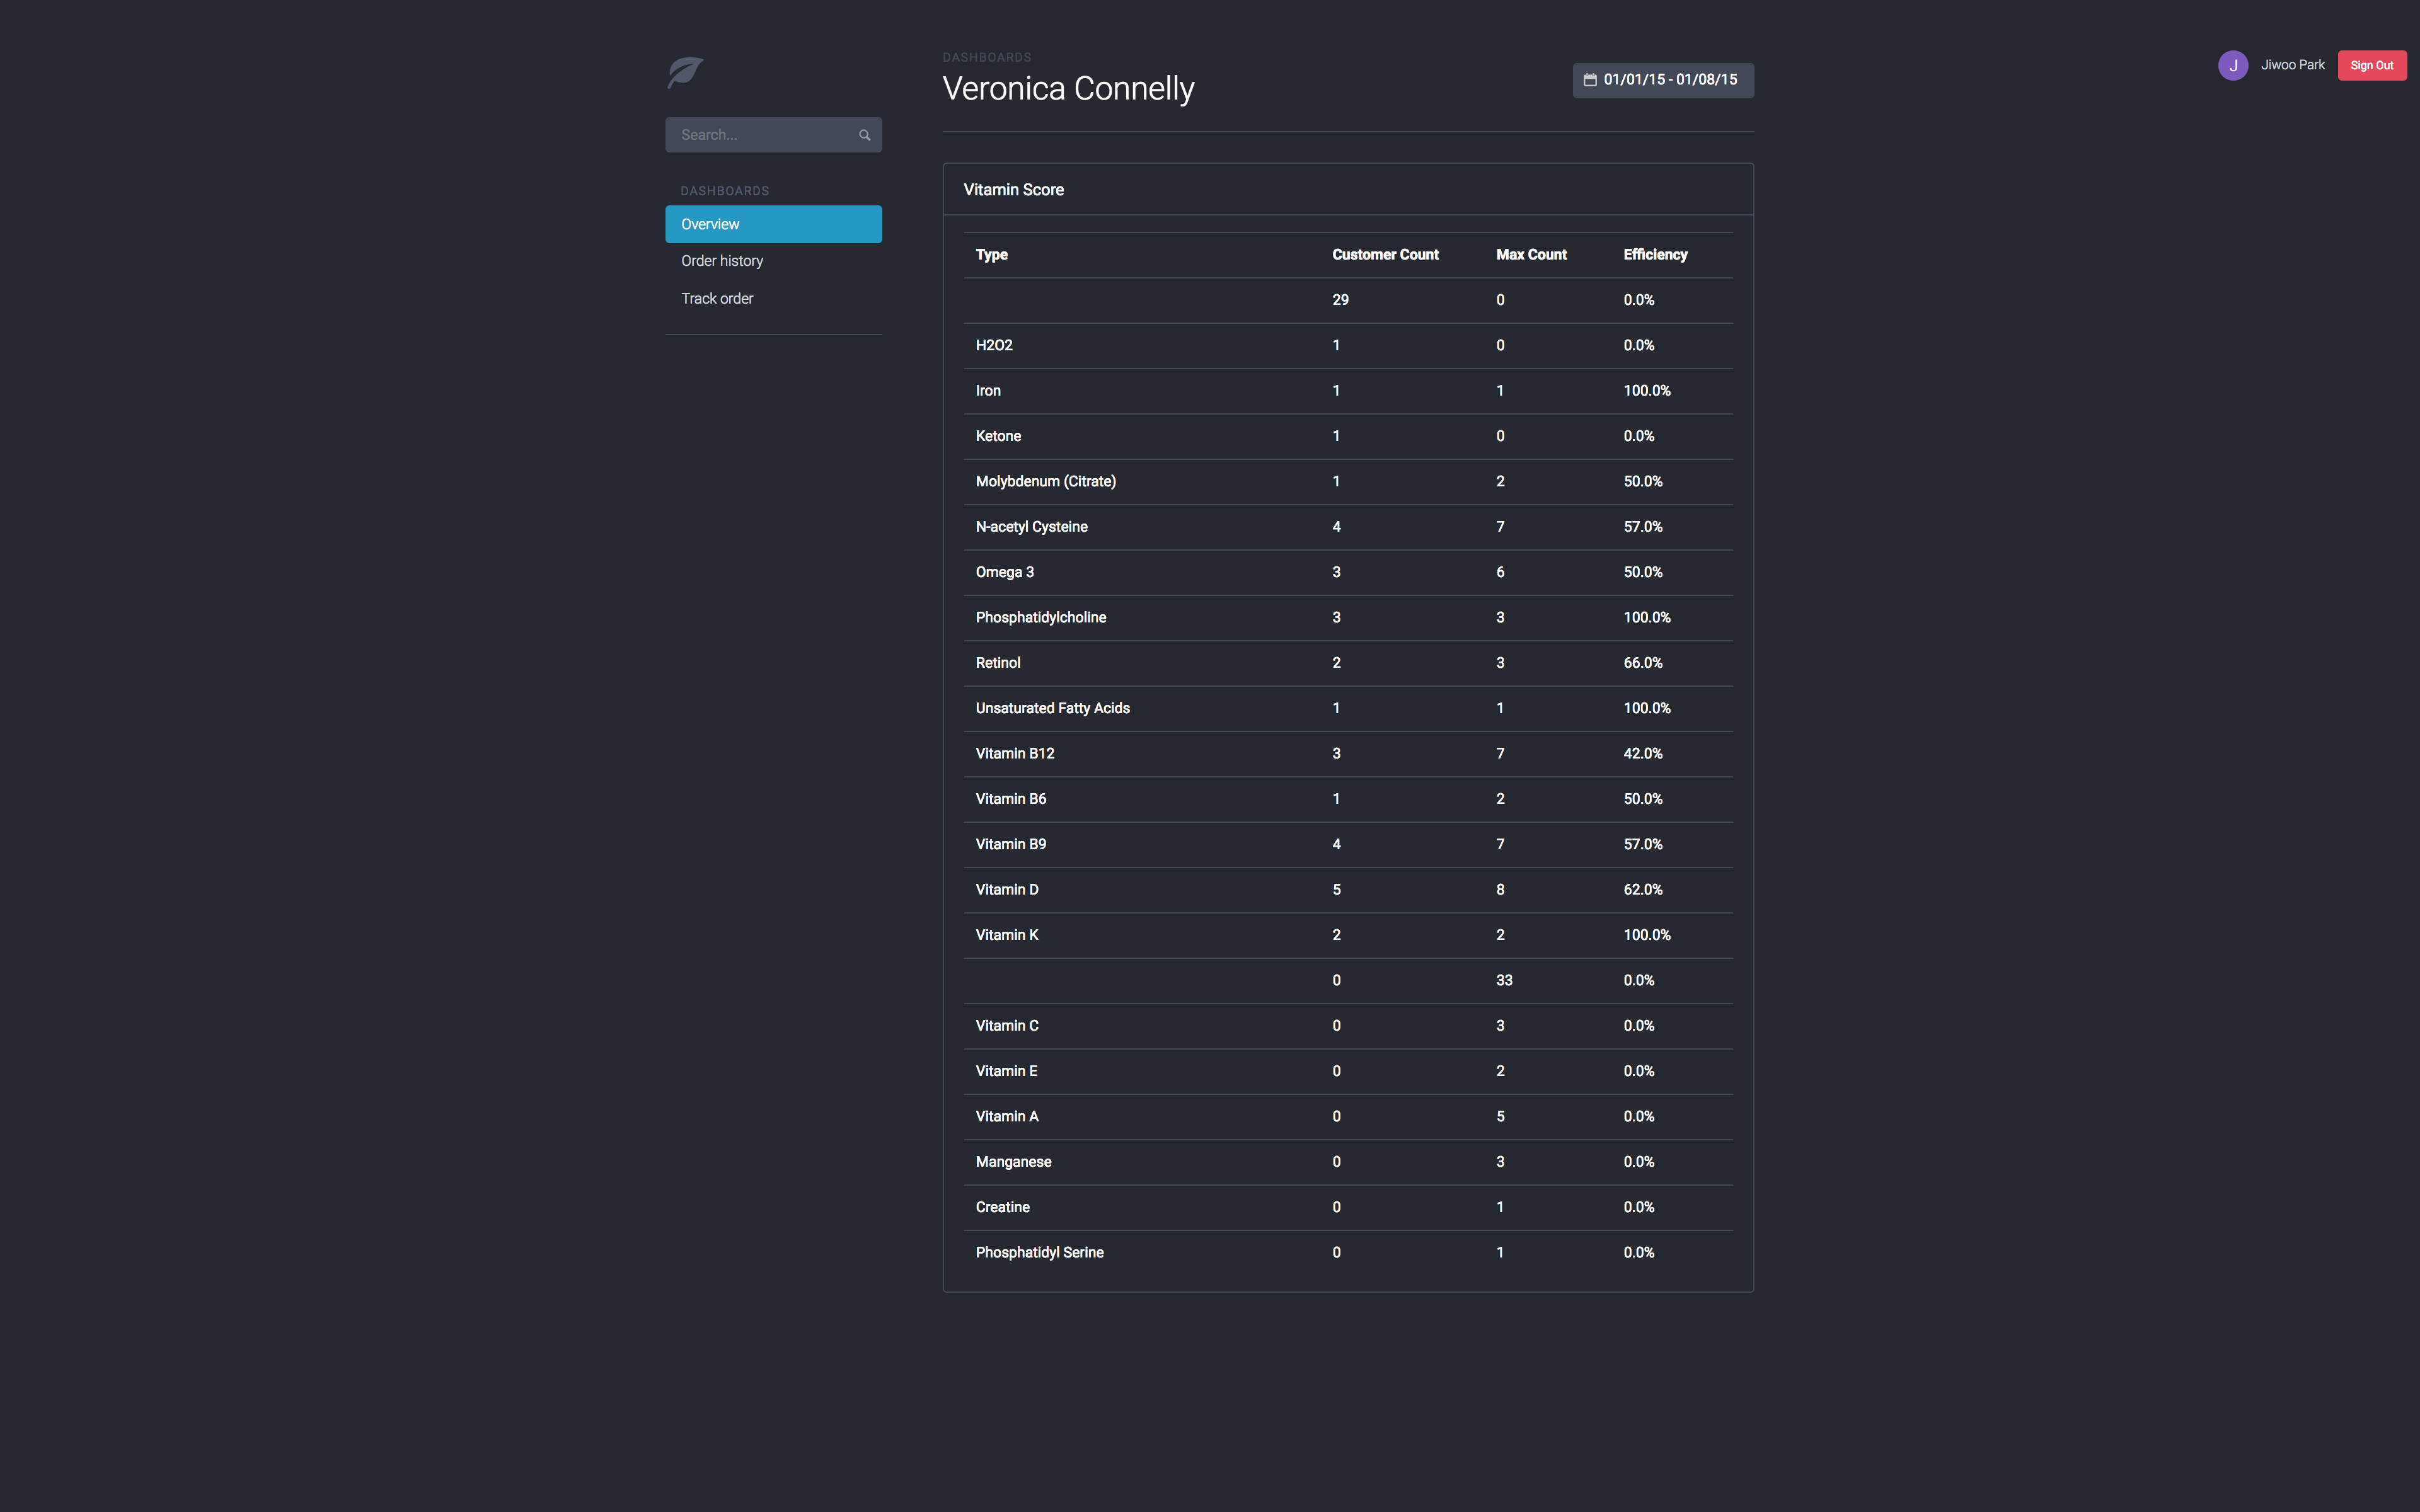 Search...
DASHBOARDS
Overview
Order history
Track order
DASHBOARDS
Veronica Connelly
01/01/15 - 01/08/15
J Jiwoo Park Sign Out
Vitamin Score
Type Customer Count Max Count Efficiency
29 0 0.0%
H2O2 1 0 0.0%
Iron 1 1 100.0%
Ketone 1 0 0.0%
Molybdenum (Citrate) 1 2 50.0%
N-acetyl Cysteine 4 7 57.0%
Omega 3 3 6 50.0%
Phosphatidylcholine 3 3 100.0%
Retinol 2 3 66.0%
Unsaturated Fatty Acids 1 1 100.0%
Vitamin B12 3 7 42.0%
Vitamin B6 1 2 50.0%
Vitamin B9 4 7 57.0%
Vitamin D 5 8 62.0%
Vitamin K 2 2 100.0%
0 33 0.0%
Vitamin C 0 3 0.0%
Vitamin E 0 2 0.0%
Vitamin A 0 5 0.0%
Manganese 0 3 0.0%
Creatine 0 1 0.0%
Phosphatidyl Serine 0 1 0.0%